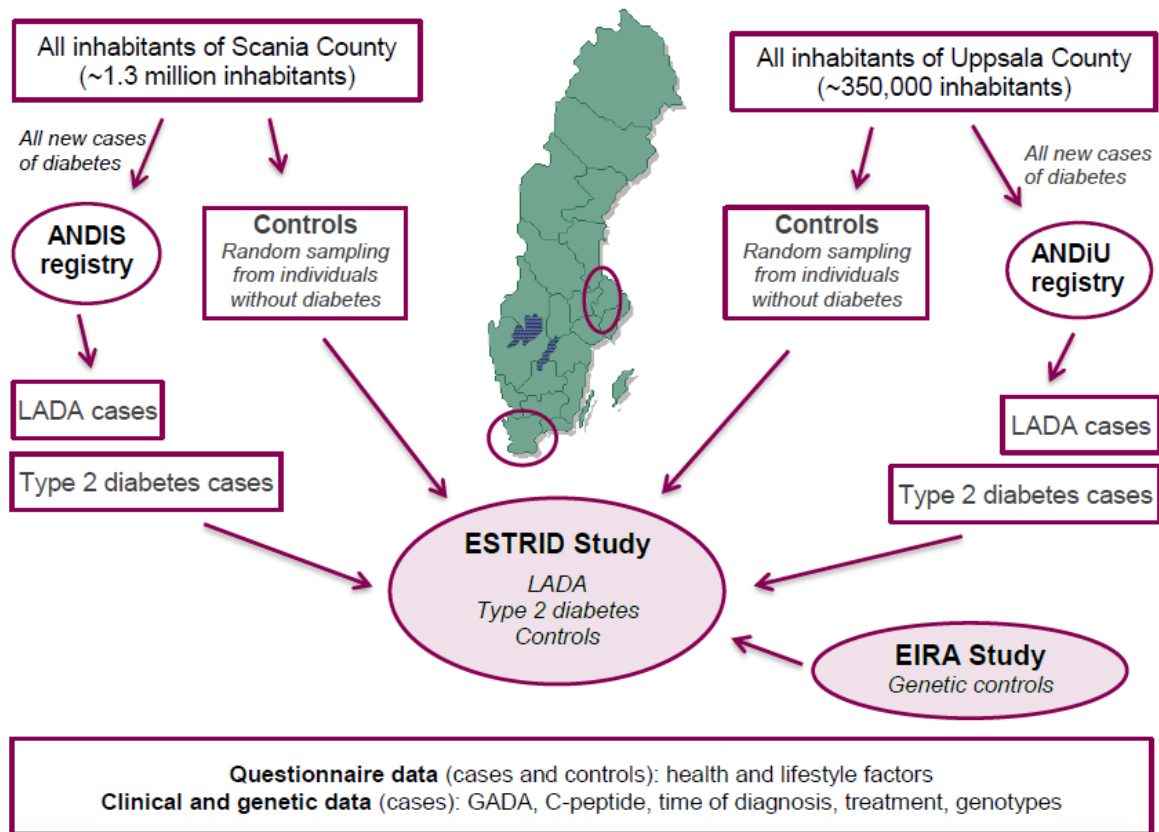 All inhabitants of Scania County
(~1.3 million inhabitants)
All inhabitants of Uppsala County
(~350,000 inhabitants)
All new cases
of diabetes
All new cases
of diabetes
ANDIS
registry
Controls
Random sampling
from individuals
without diabetes
Controls
Random sampling
from individuals
without diabetes
ANDiU
registry
LADA cases
LADA cases
Type 2 diabetes cases
Type 2 diabetes cases
ESTRID Study
LADA
Type 2 diabetes
Controls
EIRA Study
Genetic controls
Questionnaire data (cases and controls): health and lifestyle factors
Clinical and genetic data (cases): GADA, C-peptide, time of diagnosis, treatment, genotypes